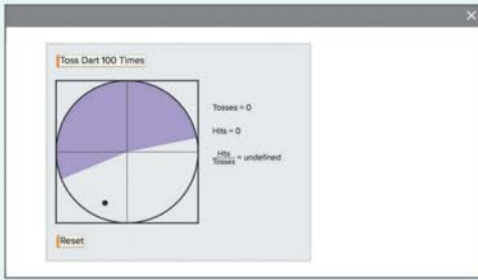 Toss Dart 100 Times
Tosses = 0
Hits = 0
Hits
Tosses = undefined
Reset